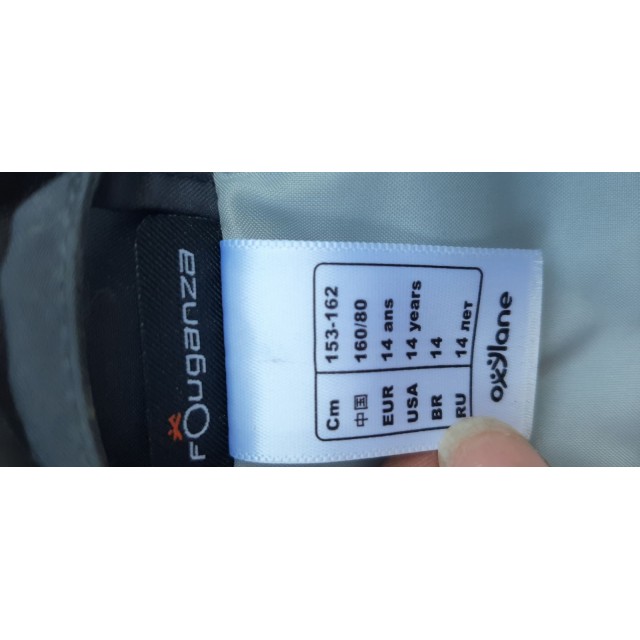 FOuganza
Cm 153-162
中国 160/80
EUR 14 ans
USA 14 years
BR 14
RU 14 лет
oxylane